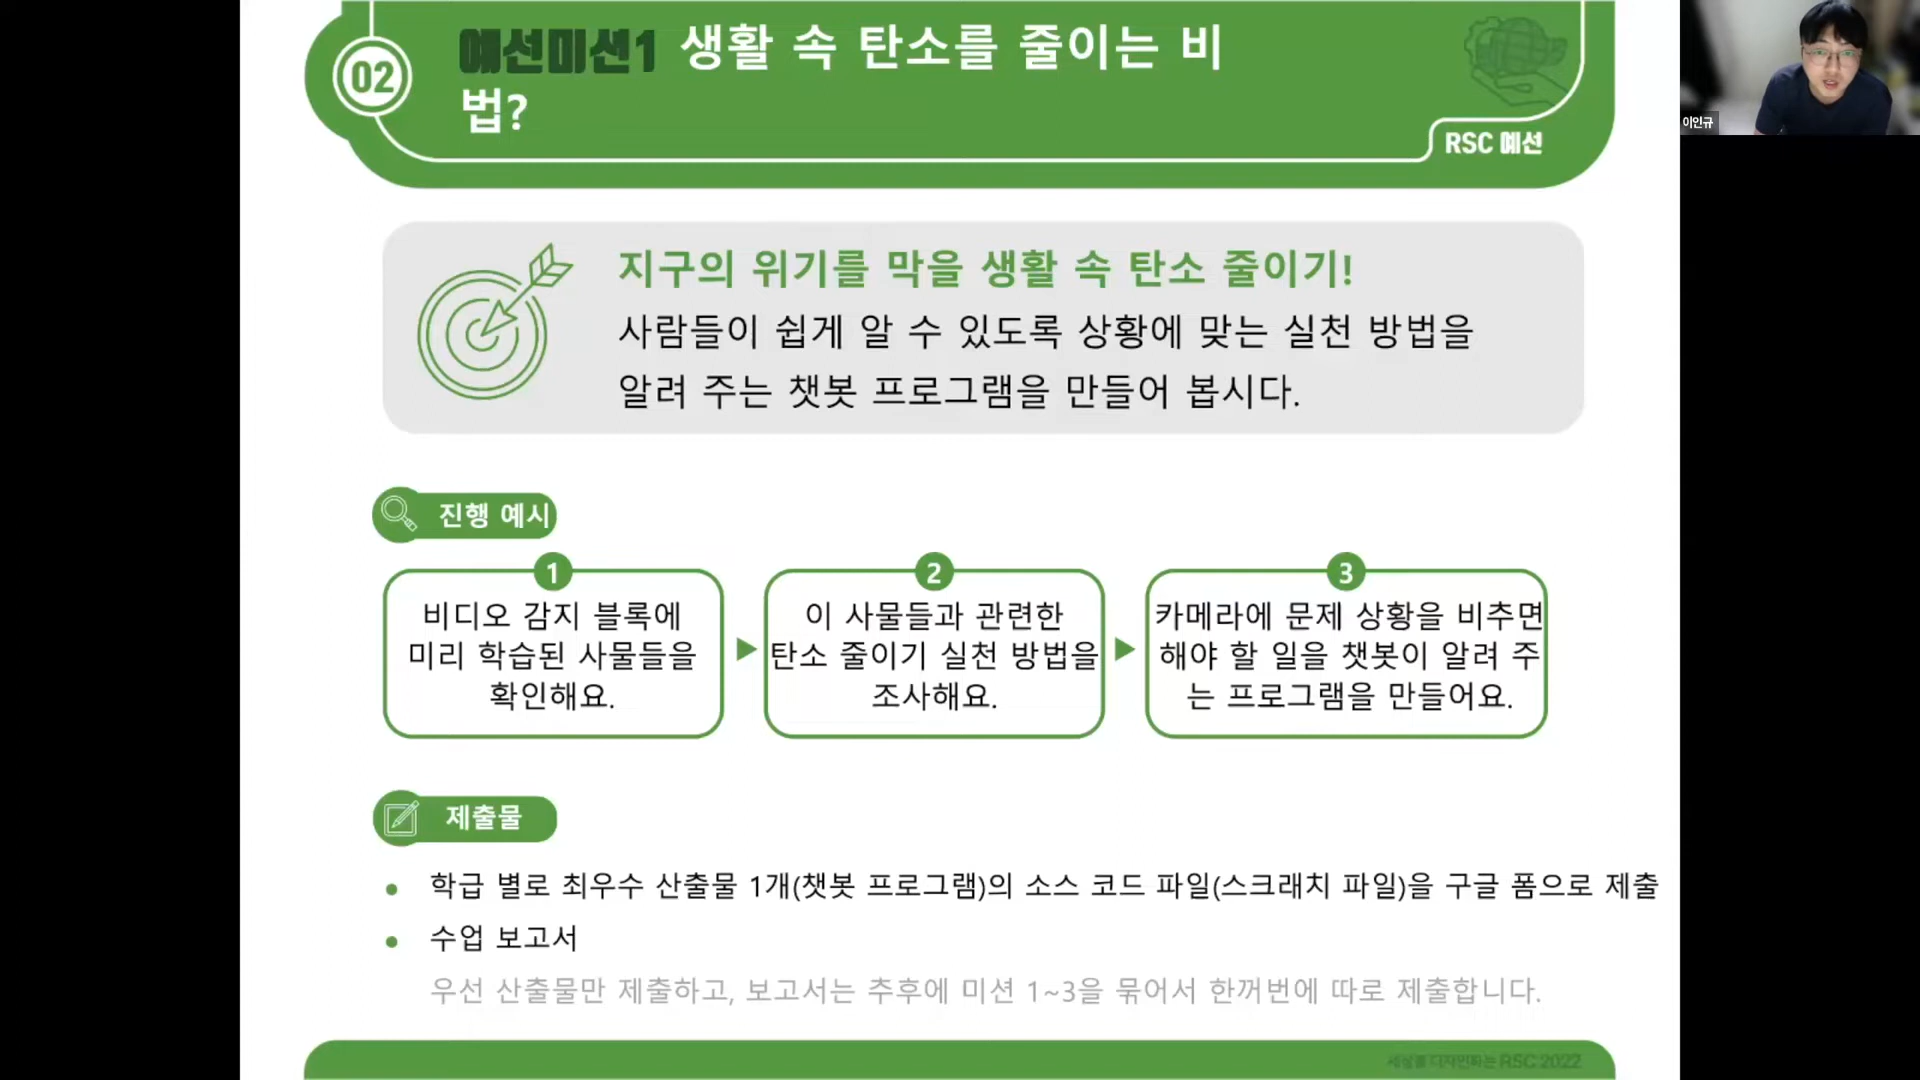 02
예선미션1 생활 속 탄소를 줄이는 비
법?
RSC 예선
이인규
지구의 위기를 막을 생활 속 탄소 줄이기!
사람들이 쉽게 알 수 있도록 상황에 맞는 실천 방법을
알려 주는 챗봇 프로그램을 만들어 봅시다.
진행 예시
1
비디오 감지 블록에
미리 학습된 사물들을
확인해요.
2
이 사물들과 관련한
탄소 줄이기 실천 방법을
조사해요.
3
카메라에 문제 상황을 비추면
해야 할 일을 챗봇이 알려 주
는 프로그램을 만들어요.
제출물
• 학급 별로 최우수 산출물 1개(챗봇 프로그램)의 소스 코드 파일(스크래치 파일)을 구글 폼으로 제출
• 수업 보고서
우선 산출물만 제출하고, 보고서는 추후에 미션 1~3을 묶어서 한꺼번에 따로 제출합니다.
세상을 디자인하는 RSC 2022